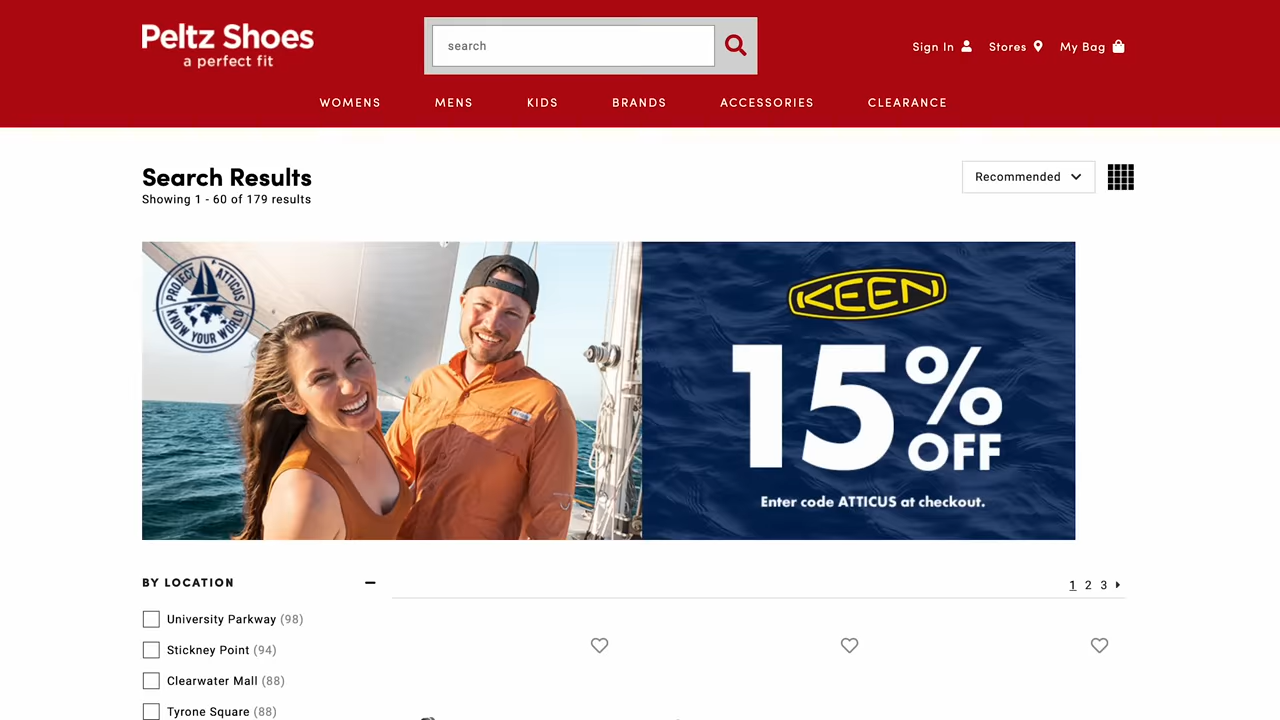 Peltz Shoes
a perfect fit
search
Sign In
Stores
My Bag
WOMENS
MENS
KIDS
BRANDS
ACCESSORIES
CLEARANCE
Search Results
Showing 1 - 60 of 179 results
Recommended
PROJECT ATTICUS
KNOW YOUR WORLD
KEEN
15% OFF
Enter code ATTICUS at checkout.
BY LOCATION
1 2 3
University Parkway (98)
Stickney Point (94)
Clearwater Mall (88)
Tyrone Square (88)